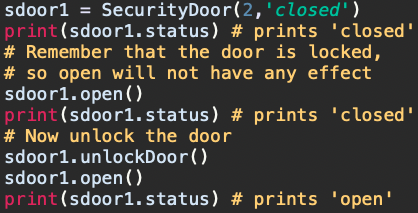 sdoor1 = SecurityDoor(2,'closed')
print(sdoor1.status) # prints 'closed'
# Remember that the door is locked,
# so open will not have any effect
sdoor1.open()
print(sdoor1.status) # prints 'closed'
# Now unlock the door
sdoor1.unlockDoor()
sdoor1.open()
print(sdoor1.status) # prints 'open'